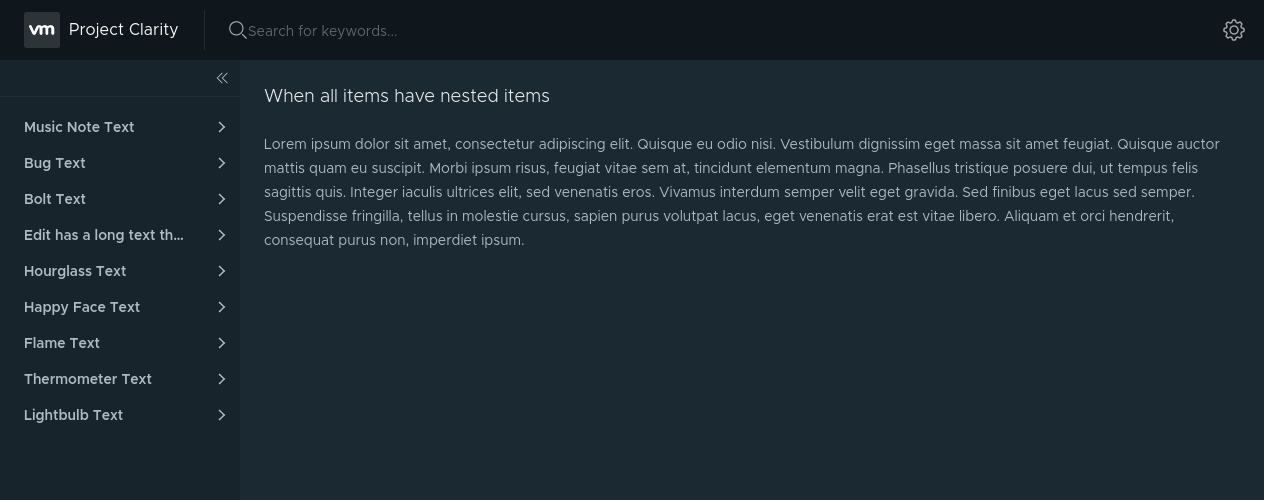 vm Project Clarity Search for keywords...
When all items have nested items
Music Note Text
Bug Text
Bolt Text
Edit has a long text th...
Hourglass Text
Happy Face Text
Flame Text
Thermometer Text
Lightbulb Text
Lorem ipsum dolor sit amet, consectetur adipiscing elit. Quisque eu odio nisi. Vestibulum dignissim eget massa sit amet feugiat. Quisque auctor
mattis quam eu suscipit. Morbi ipsum risus, feugiat vitae sem at, tincidunt elementum magna. Phasellus tristique posuere dui, ut tempus felis
sagittis quis. Integer iaculis ultrices elit, sed venenatis eros. Vivamus interdum semper velit eget gravida. Sed finibus eget lacus sed semper.
Suspendisse fringilla, tellus in molestie cursus, sapien purus volutpat lacus, eget venenatis erat est vitae libero. Aliquam et orci hendrerit,
consequat purus non, imperdiet ipsum.